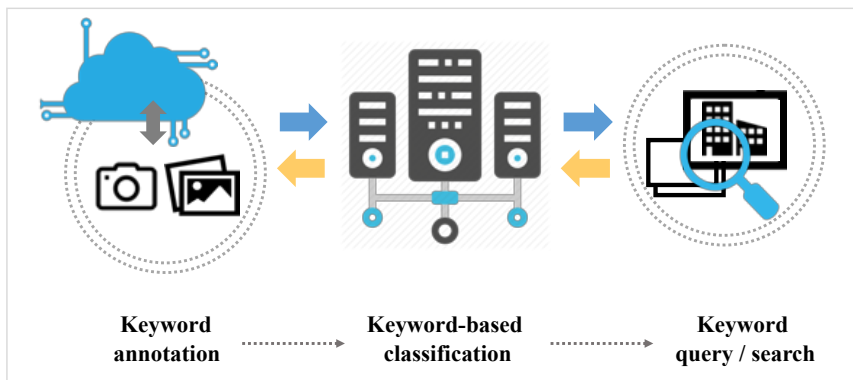 Keyword
annotation
Keyword-based
classification
Keyword
query / search